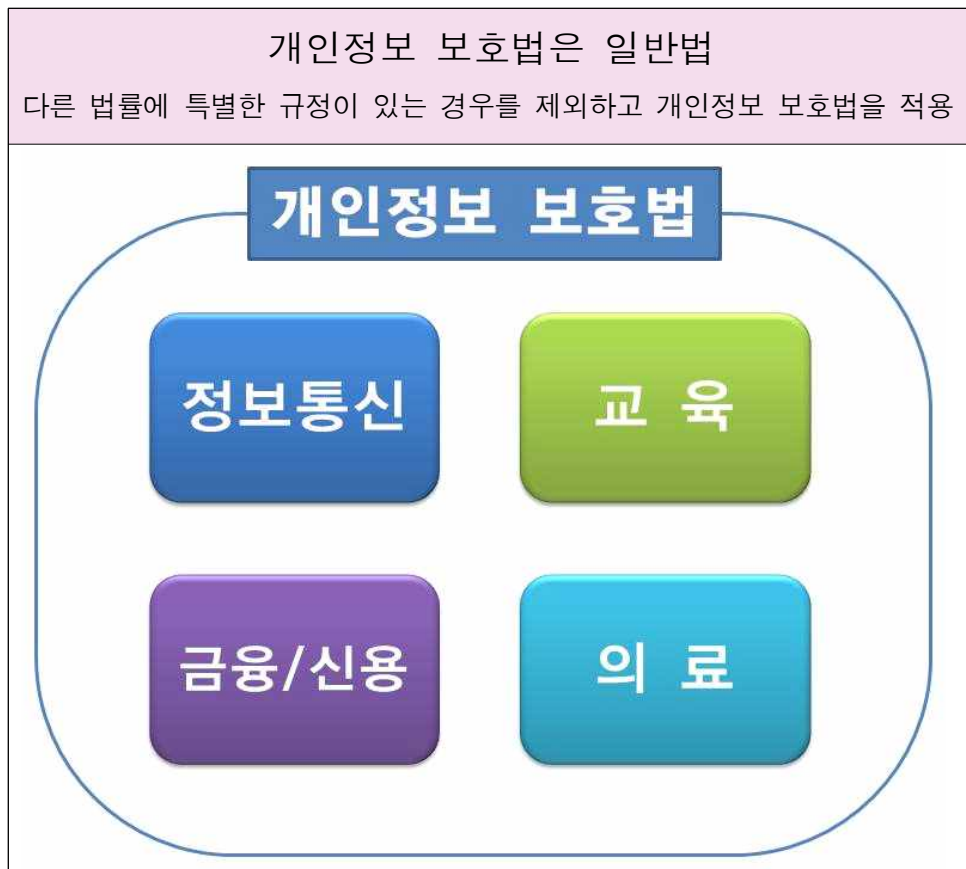 개인정보 보호법은 일반법
다른 법률에 특별한 규정이 있는 경우를 제외하고 개인정보 보호법을 적용
개인정보 보호법
정보통신
교 육
금융/신용
의 료